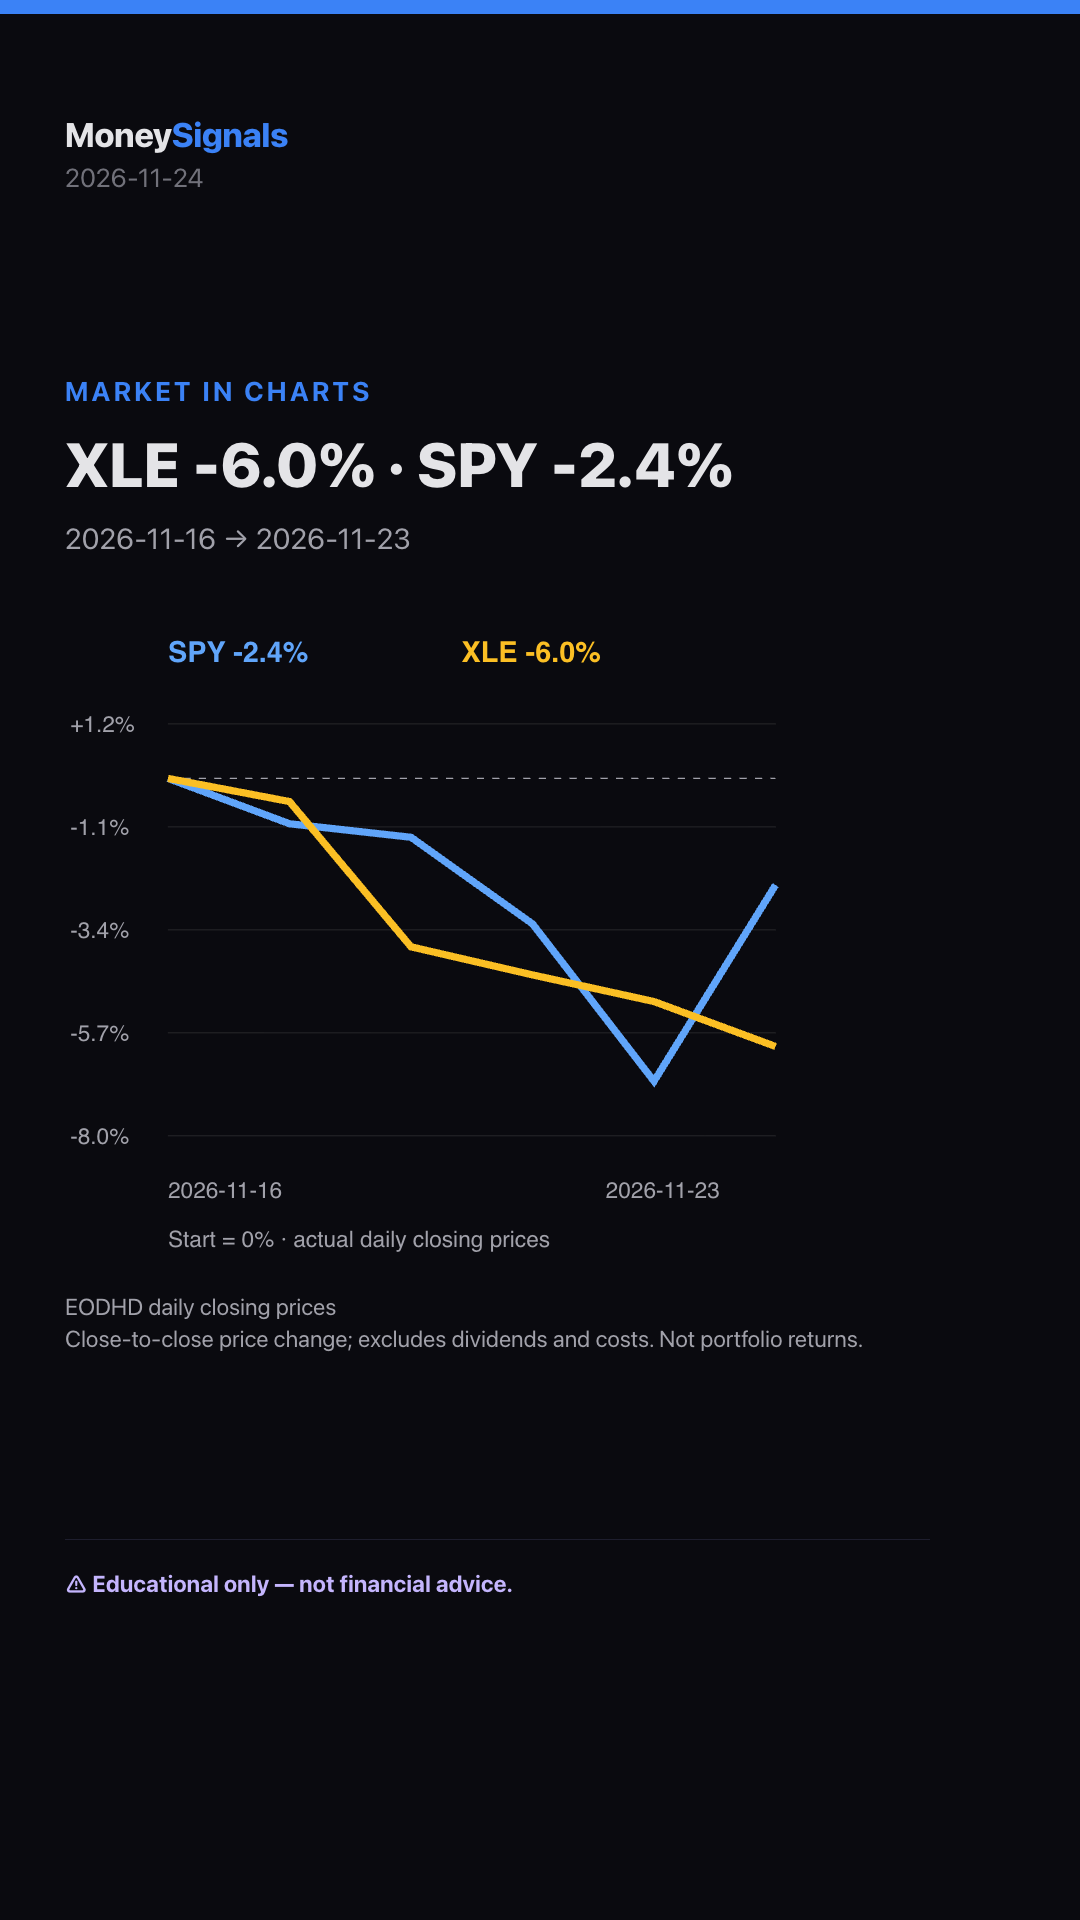 MoneySignals
2026-11-24
MARKET IN CHARTS
XLE -6.0% · SPY -2.4%
2026-11-16 → 2026-11-23
SPY -2.4% XLE -6.0%
+1.2%
-1.1%
-3.4%
-5.7%
-8.0%
2026-11-16 2026-11-23
Start = 0% · actual daily closing prices
EODHD daily closing prices
Close-to-close price change; excludes dividends and costs. Not portfolio returns.
⚠ Educational only — not financial advice.